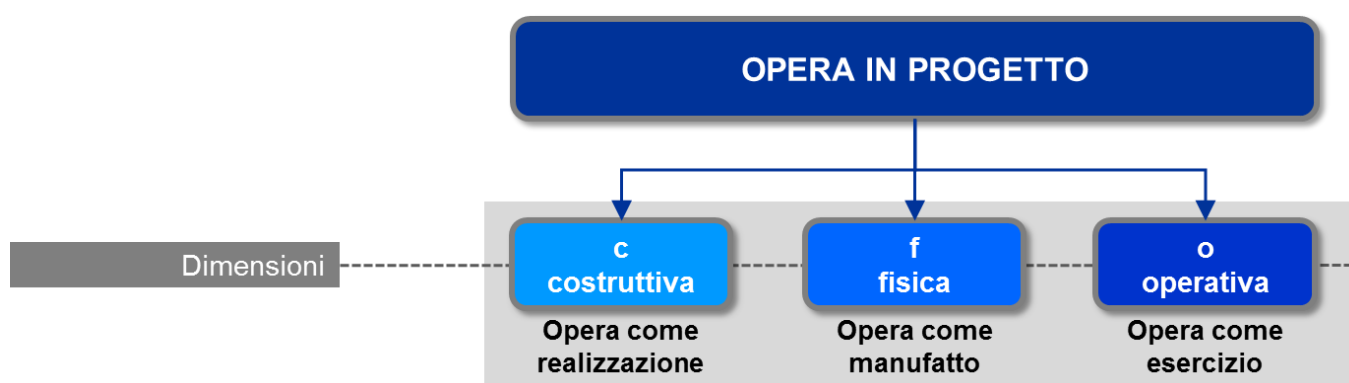 OPERA IN PROGETTO
Dimensioni
c
costruttiva
f
fisica
o
operativa
Opera come
realizzazione
Opera come
manufatto
Opera come
esercizio